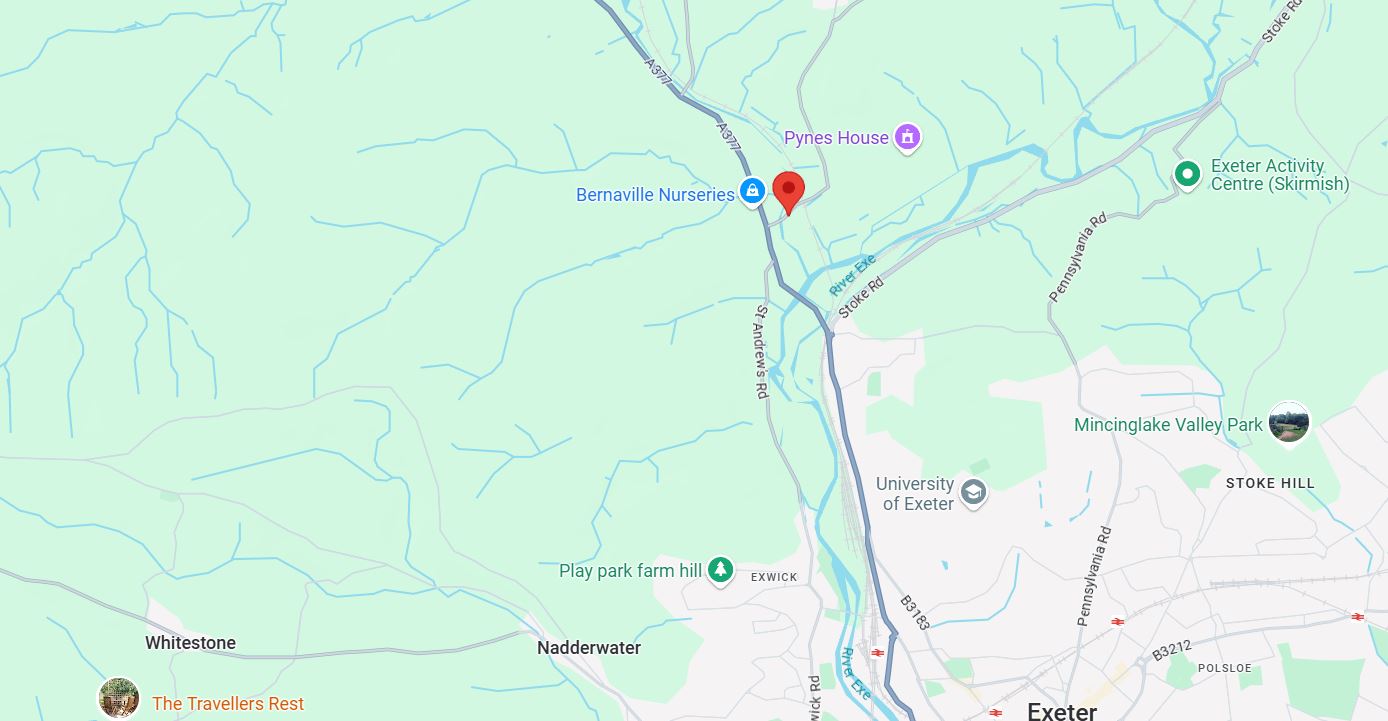 Stoke Rd
A377
A377
Pynes House
Bernaville Nurseries
Exeter Activity
Centre (Skirmish)
Pennsylvania Rd
River Exe
Stoke Rd
St Andrew's Rd
Mincinglake Valley Park
University
of Exeter
STOKE HILL
Play park farm hill
EXWICK
Pennsylvania Rd
B3183
Whitestone
Nadderwater
B3212
POLSLOE
River Exe
wick Rd
The Travellers Rest
Exeter